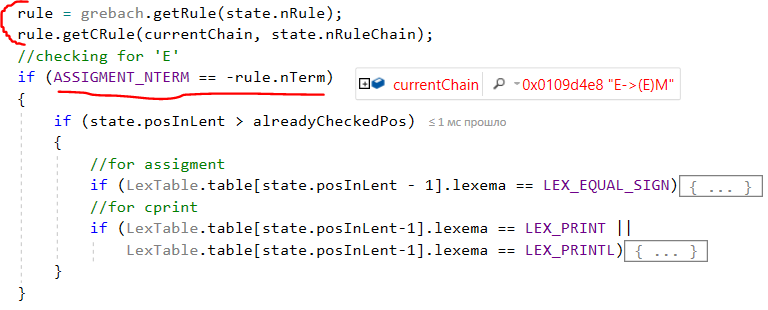 rule = grebach.getRule(state.nRule);
rule.getCRule(currentChain, state.nRuleChain);
//checking for 'E'
if (ASSIGMENT_NTERM == -rule.nTerm) currentChain 0x0109d4e8 "E->(E)M"
{
if (state.posInLent > alreadyCheckedPos) ≤ 1 мс прошло
{
//for assigment
if (LexTable.table[state.posInLent - 1].lexema == LEX_EQUAL_SIGN) { ... }
//for cprint
if (LexTable.table[state.posInLent-1].lexema == LEX_PRINT ||
LexTable.table[state.posInLent-1].lexema == LEX_PRINTL) { ... }
}
}